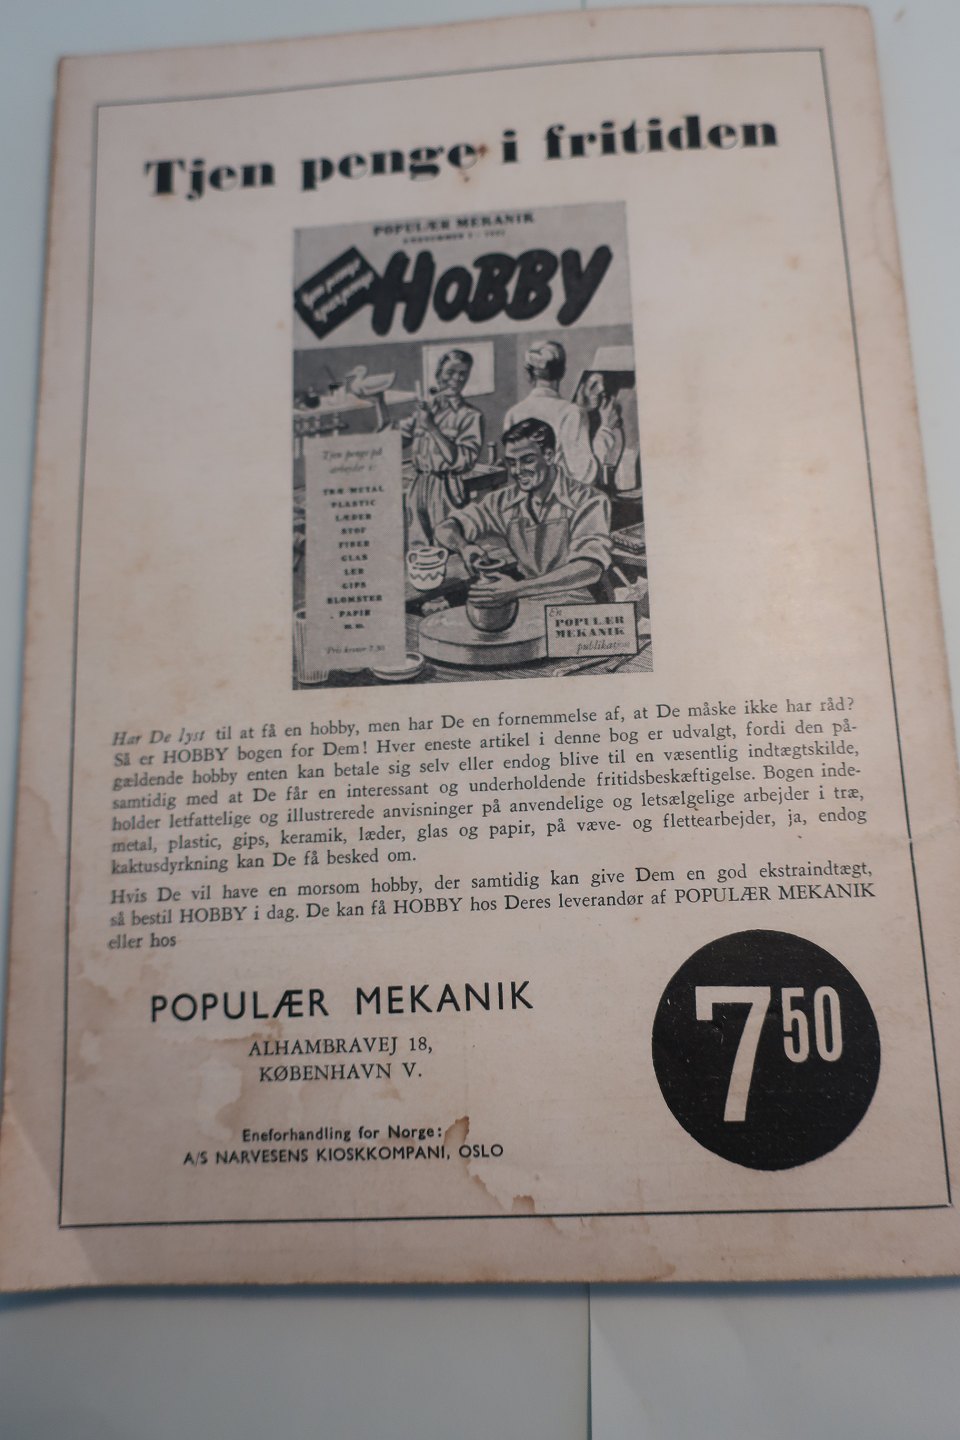 Tjen penge i fritiden
POPULÆR MEKANIK
HOBBY
Tjen penge på
arbejder i:
TRÆ METAL
PLASTIC
LÆDER
STOF
FIBER
GLAS
LER
GIPS
BLOMSTER
PAPIR
m. m.
Pris kroner 7,50
En
POPULÆR
MEKANIK
publikation
Har De lyst til at få en hobby, men har De en fornemmelse af, at De måske ikke har råd?
Så er HOBBY bogen for Dem! Hver eneste artikel i denne bog er udvalgt, fordi den på-
gældende hobby enten kan betale sig selv eller endog blive til en væsentlig indtægtskilde,
samtidig med at De får en interessant og underholdende fritidsbeskæftigelse. Bogen inde-
holder letfattelige og illustrerede anvisninger på anvendelige og letsælgelige arbejder i træ,
metal, plastic, gips, keramik, læder, glas og papir, på væve- og flettearbejder, ja, endog
kaktusdyrkning kan De få besked om.
Hvis De vil have en morsom hobby, der samtidig kan give Dem en god ekstraindtægt,
så bestil HOBBY i dag. De kan få HOBBY hos Deres leverandør af POPULÆR MEKANIK
eller hos
POPULÆR MEKANIK
ALHAMBRAVEJ 18,
KØBENHAVN V.
7 50
Eneforhandling for Norge:
A/S NARVESENS KIOSKKOMPANI, OSLO